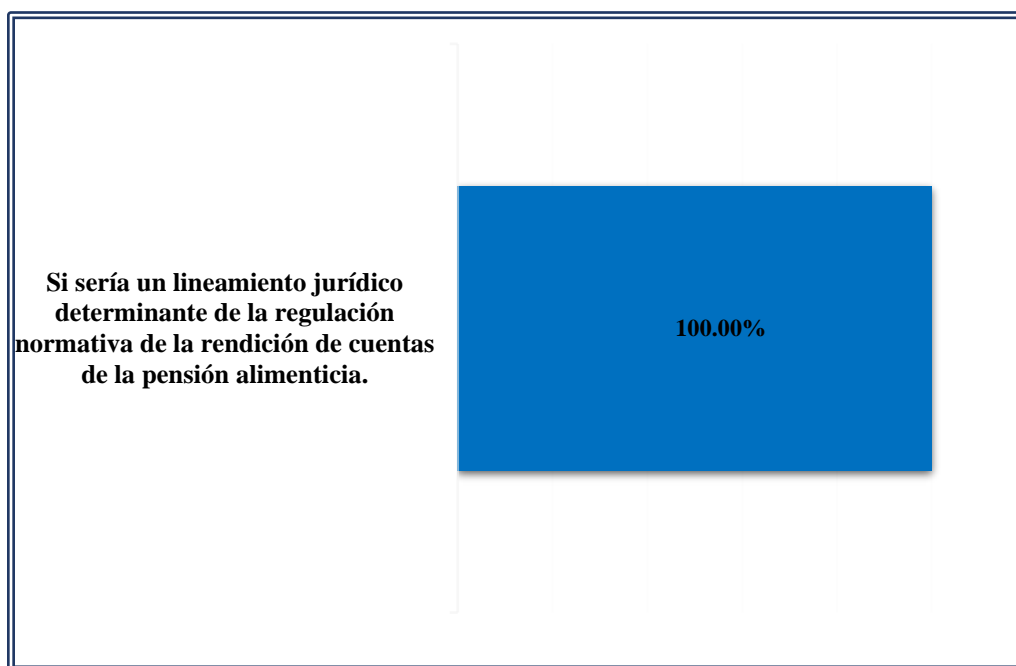 Si sería un lineamiento jurídico
determinante de la regulación
normativa de la rendición de cuentas
de la pensión alimenticia.
100.00%